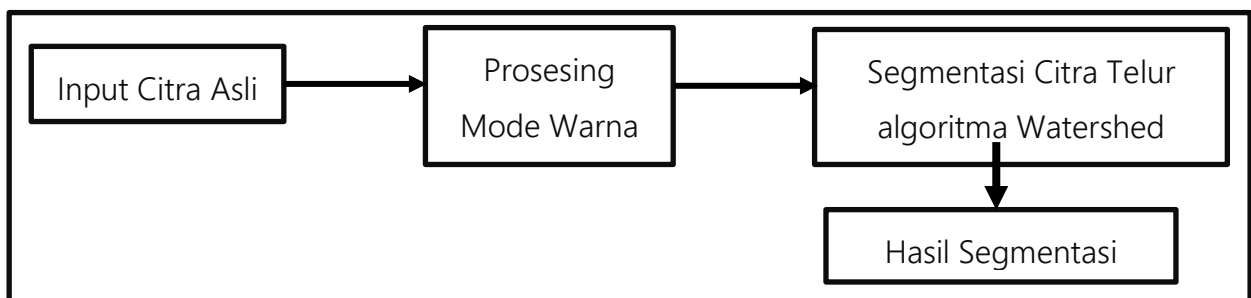 Input Citra Asli
Prosesing
Mode Warna
Segmentasi Citra Telur
algoritma Watershed
Hasil Segmentasi